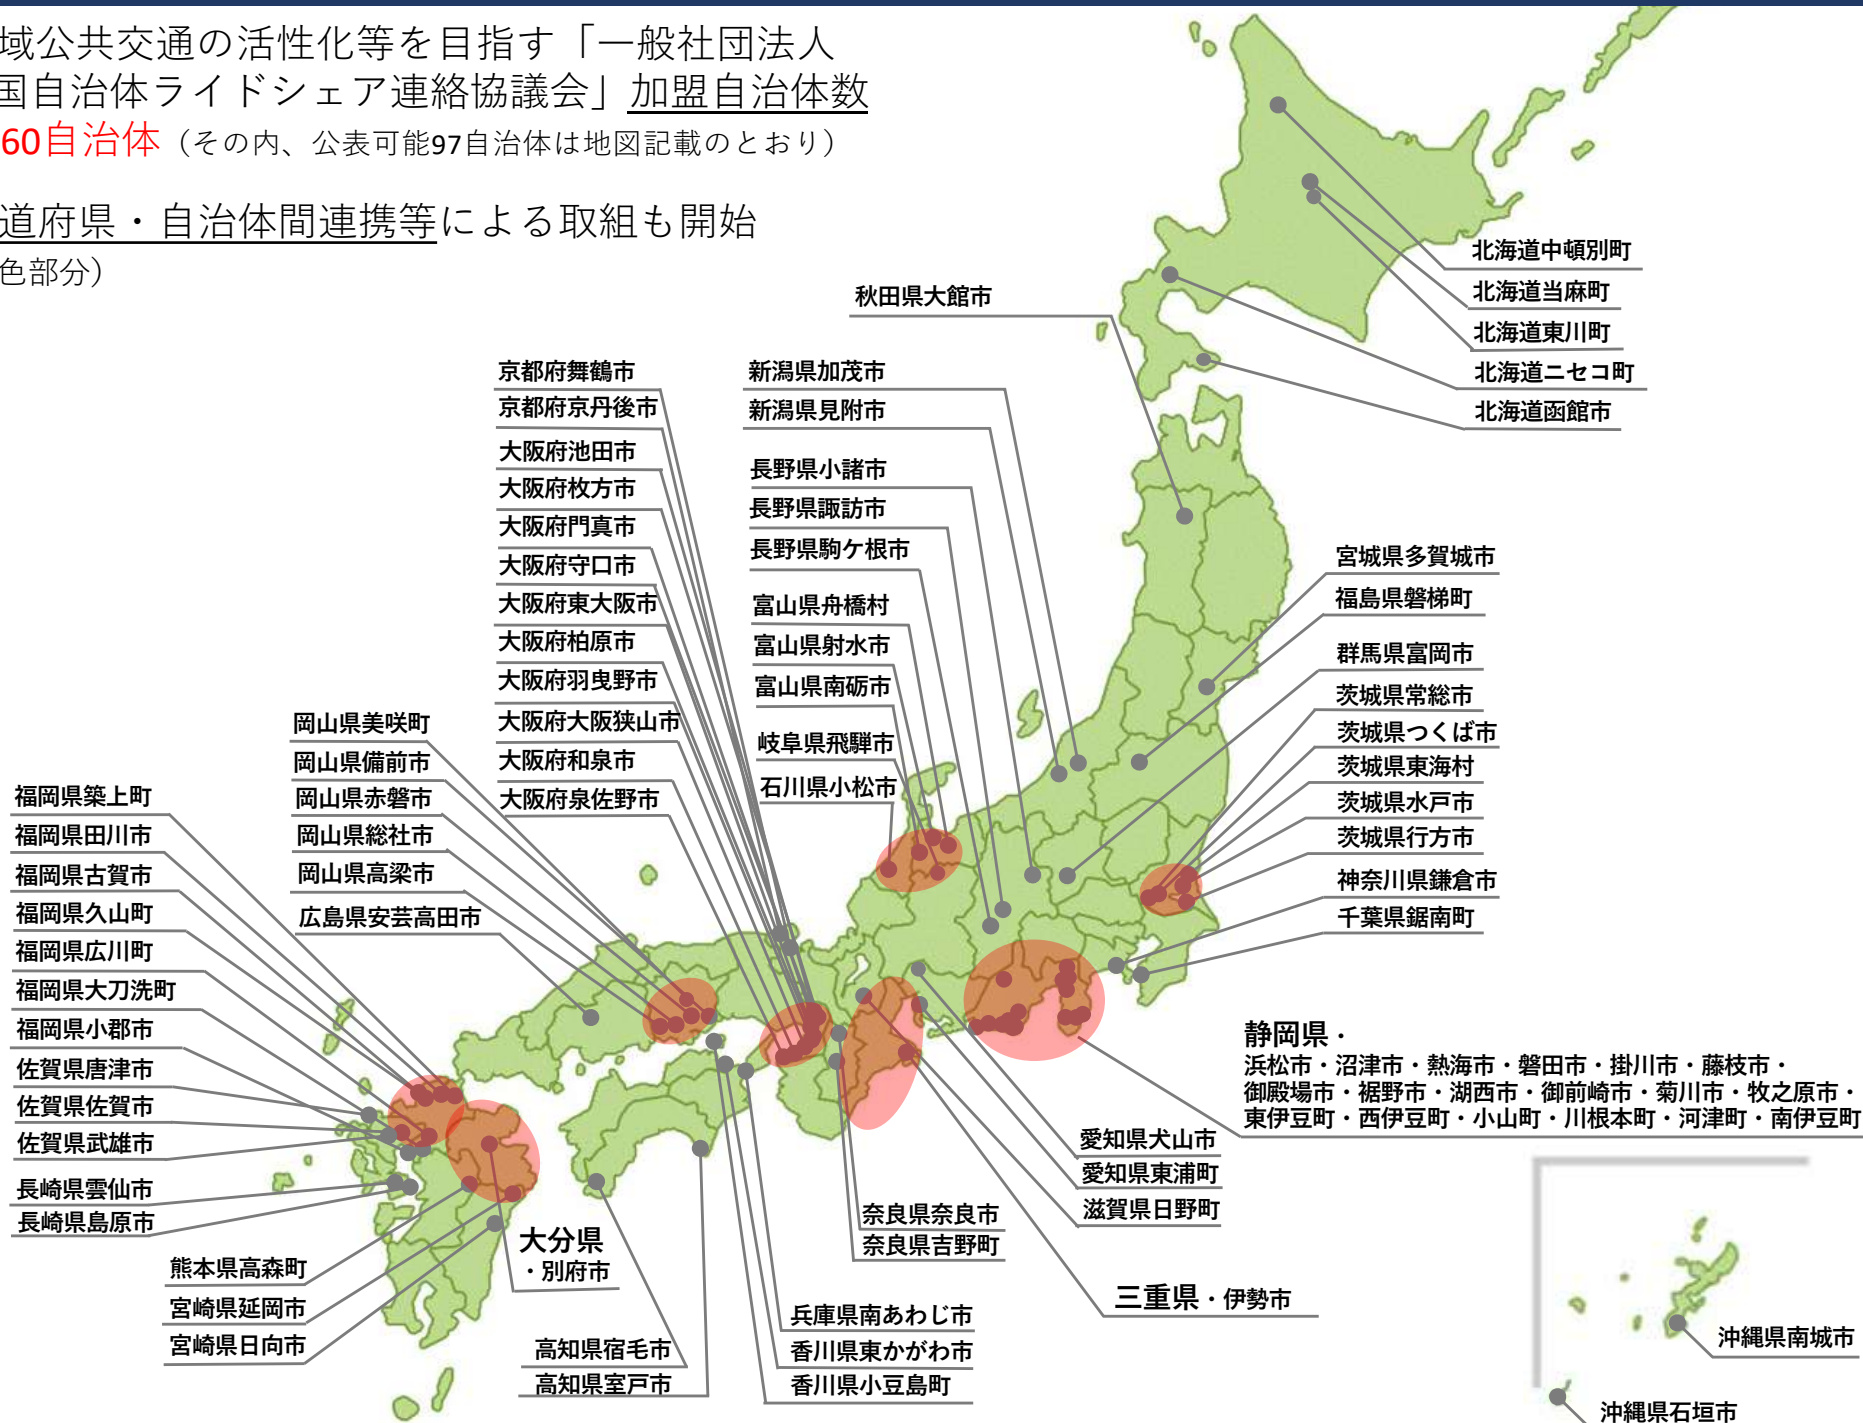 域公共交通の活性化等を目指す「一般社団法人
国自治体ライドシェア連絡協議会」加盟自治体数
60自治体（その内、公表可能97自治体は地図記載のとおり）
道府県・自治体間連携等による取組も開始
色部分）
北海道中頓別町
北海道当麻町
北海道東川町
北海道ニセコ町
北海道函館市
秋田県大館市
京都府舞鶴市
京都府京丹後市
大阪府池田市
大阪府枚方市
大阪府門真市
大阪府守口市
大阪府東大阪市
大阪府柏原市
大阪府羽曳野市
大阪府大阪狭山市
大阪府和泉市
大阪府泉佐野市
新潟県加茂市
新潟県見附市
長野県小諸市
長野県諏訪市
長野県駒ケ根市
富山県舟橋村
富山県射水市
富山県南砺市
岐阜県飛騨市
石川県小松市
宮城県多賀城市
福島県磐梯町
群馬県富岡市
茨城県常総市
茨城県つくば市
茨城県東海村
茨城県水戸市
茨城県行方市
神奈川県鎌倉市
千葉県鋸南町
岡山県美咲町
岡山県備前市
岡山県赤磐市
岡山県総社市
岡山県高梁市
広島県安芸高田市
福岡県築上町
福岡県田川市
福岡県古賀市
福岡県久山町
福岡県広川町
福岡県大刀洗町
福岡県小郡市
佐賀県唐津市
佐賀県佐賀市
佐賀県武雄市
長崎県雲仙市
長崎県島原市
熊本県高森町
宮崎県延岡市
宮崎県日向市
大分県
・別府市
高知県宿毛市
高知県室戸市
兵庫県南あわじ市
香川県東かがわ市
香川県小豆島町
奈良県奈良市
奈良県吉野町
愛知県犬山市
愛知県東浦町
滋賀県日野町
三重県・伊勢市
静岡県・
浜松市・沼津市・熱海市・磐田市・掛川市・藤枝市・
御殿場市・裾野市・湖西市・御前崎市・菊川市・牧之原市・
東伊豆町・西伊豆町・小山町・川根本町・河津町・南伊豆町
沖縄県南城市
沖縄県石垣市